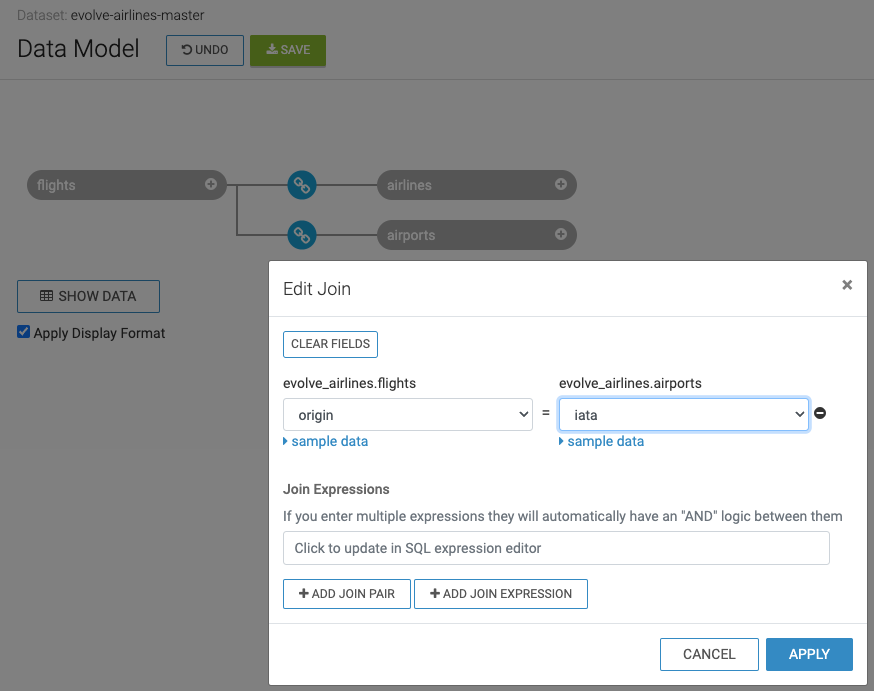 Dataset: evolve-airlines-master
Data Model
UNDO
SAVE
flights
airlines
airports
SHOW DATA
Apply Display Format
Edit Join
×
CLEAR FIELDS
evolve_airlines.flights
evolve_airlines.airports
origin
=
iata
sample data
sample data
Join Expressions
If you enter multiple expressions they will automatically have an "AND" logic between them
Click to update in SQL expression editor
ADD JOIN PAIR
ADD JOIN EXPRESSION
CANCEL
APPLY